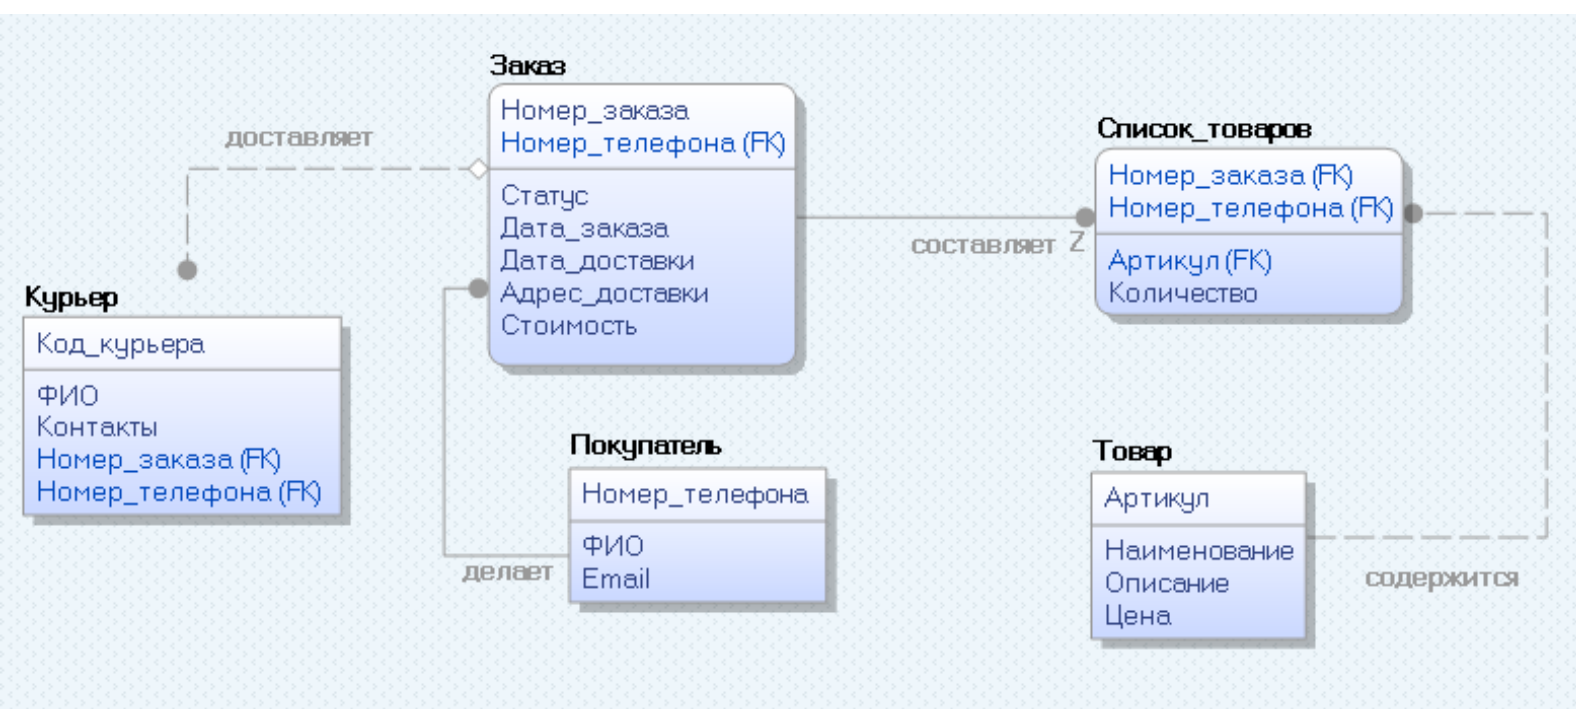 Заказ
Номер_заказа
Номер_телефона (FK)
Статус
Дата_заказа
Дата_доставки
Адрес_доставки
Стоимость
доставляет
Список_товаров
Номер_заказа (FK)
Номер_телефона (FK)
Артикул (FK)
Количество
составляет Z
Курьер
Код_курьера
ФИО
Контакты
Номер_заказа (FK)
Номер_телефона (FK)
Покупатель
Номер_телефона
ФИО
Email
делает
Товар
Артикул
Наименование
Описание
Цена
содержится